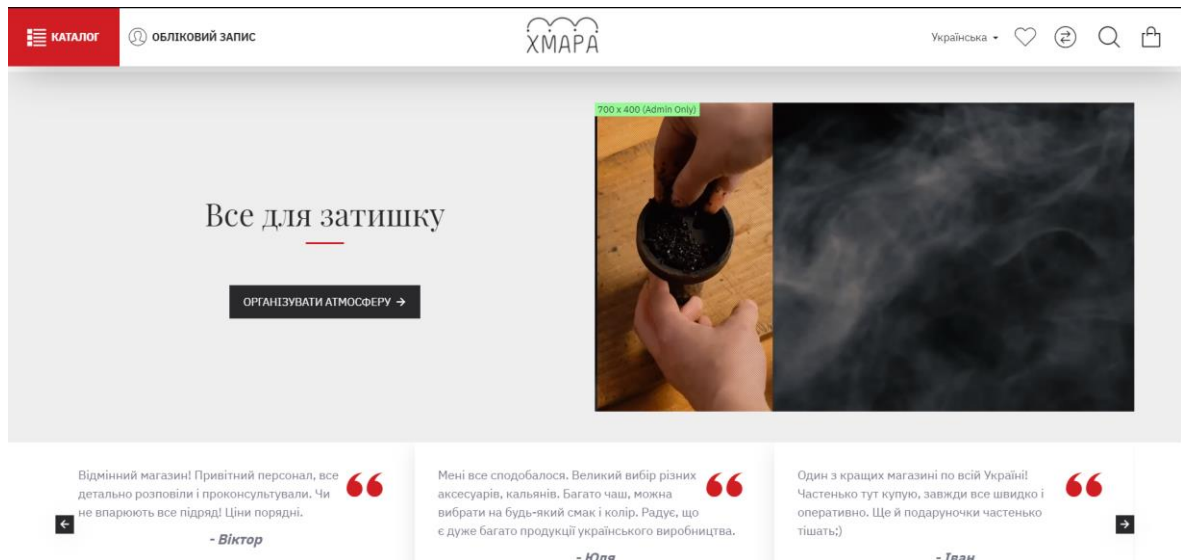 КАТАЛОГ
ОБЛІКОВИЙ ЗАПИС
ХМАРА
Українська
700 x 400 (Admin Only)
Все для затишку
ОРГАНІЗУВАТИ АТМОСФЕРУ →
Відмінний магазин! Привітний персонал, все
детально розповіли і проконсультували. Чи
не впарюють все підряд! Ціни порядні.
- Віктор
Мені все сподобалося. Великий вибір різних
аксесуарів, кальянів. Багато чаш, можна
вибрати на будь-який смак і колір. Радує, що
є дуже багато продукції українського виробництва.
- Юля
Один з кращих магазині по всій Україні!
Частенько тут купую, завжди все швидко і
оперативно. Ще й подаруночки частенько
тішать;)
- Іван